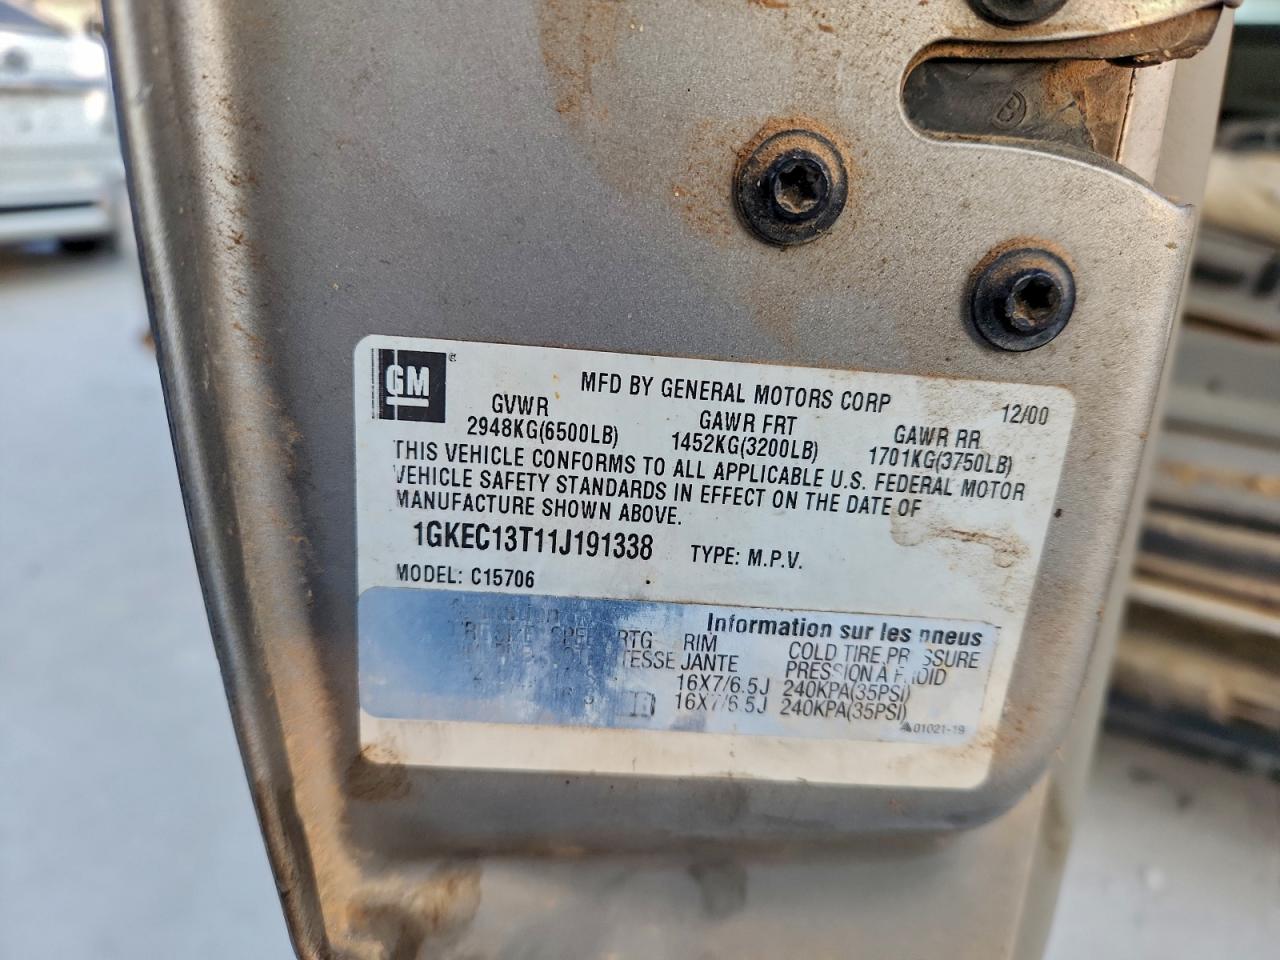 GM
MFD BY GENERAL MOTORS CORP 12/00
GVWR GAWR FRT GAWR RR
2948KG(6500LB) 1452KG(3200LB) 1701KG(3750LB)
THIS VEHICLE CONFORMS TO ALL APPLICABLE U.S. FEDERAL MOTOR
VEHICLE SAFETY STANDARDS IN EFFECT ON THE DATE OF
MANUFACTURE SHOWN ABOVE.
1GKEC13T11J191338 TYPE: M.P.V.
MODEL: C15706
Information sur les pneus
RTG RIM COLD TIRE PRESSURE
JANTE PRESSION A FROID
16X7/6.5J 240KPA(35PSI)
16X7/6.5J 240KPA(35PSI)
01021-19
B